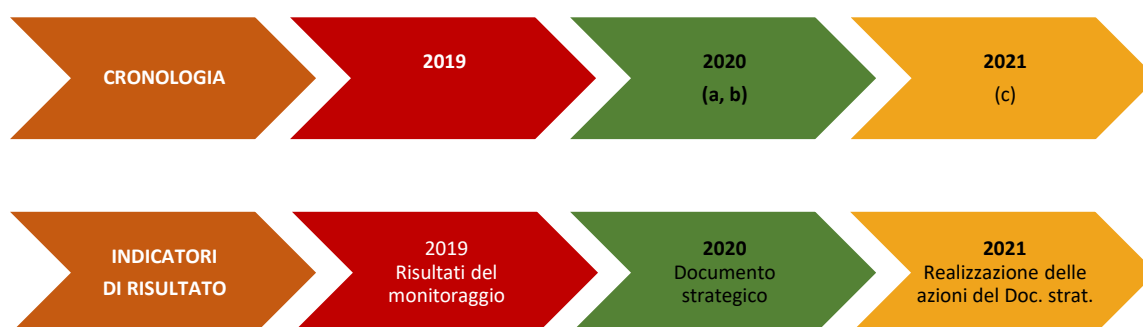 CRONOLOGIA
2019
2020
(a, b)
2021
(c)
INDICATORI
DI RISULTATO
2019
Risultati del
monitoraggio
2020
Documento
strategico
2021
Realizzazione delle
azioni del Doc. strat.